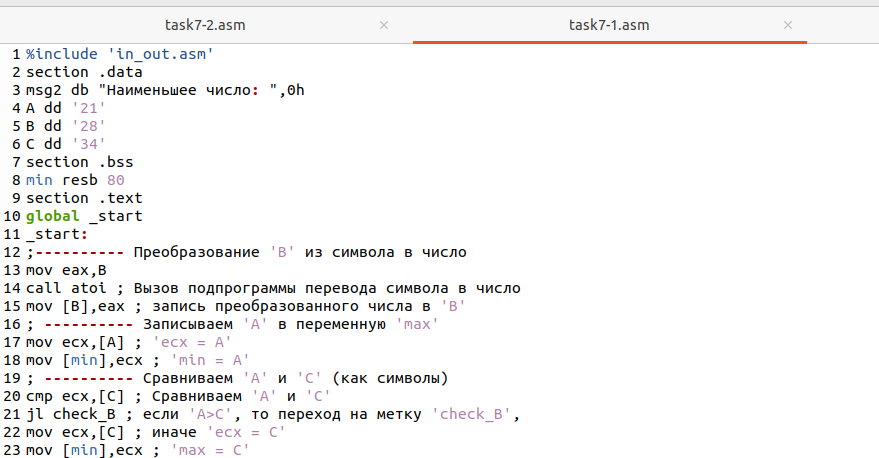 task7-2.asm × task7-1.asm ×
1 %include 'in_out.asm'
2 section .data
3 msg2 db "Наименьшее число: ",0h
4 A dd '21'
5 B dd '28'
6 C dd '34'
7 section .bss
8 min resb 80
9 section .text
10 global _start
11 _start:
12 ;---------- Преобразование 'B' из символа в число
13 mov eax,B
14 call atoi ; Вызов подпрограммы перевода символа в число
15 mov [B],eax ; запись преобразованного числа в 'B'
16 ; ---------- Записываем 'A' в переменную 'max'
17 mov ecx,[A] ; 'ecx = A'
18 mov [min],ecx ; 'min = A'
19 ; ---------- Сравниваем 'A' и 'C' (как символы)
20 cmp ecx,[C] ; Сравниваем 'A' и 'C'
21 jl check_B ; если 'A>C', то переход на метку 'check_B',
22 mov ecx,[C] ; иначе 'ecx = C'
23 mov [min],ecx ; 'max = C'